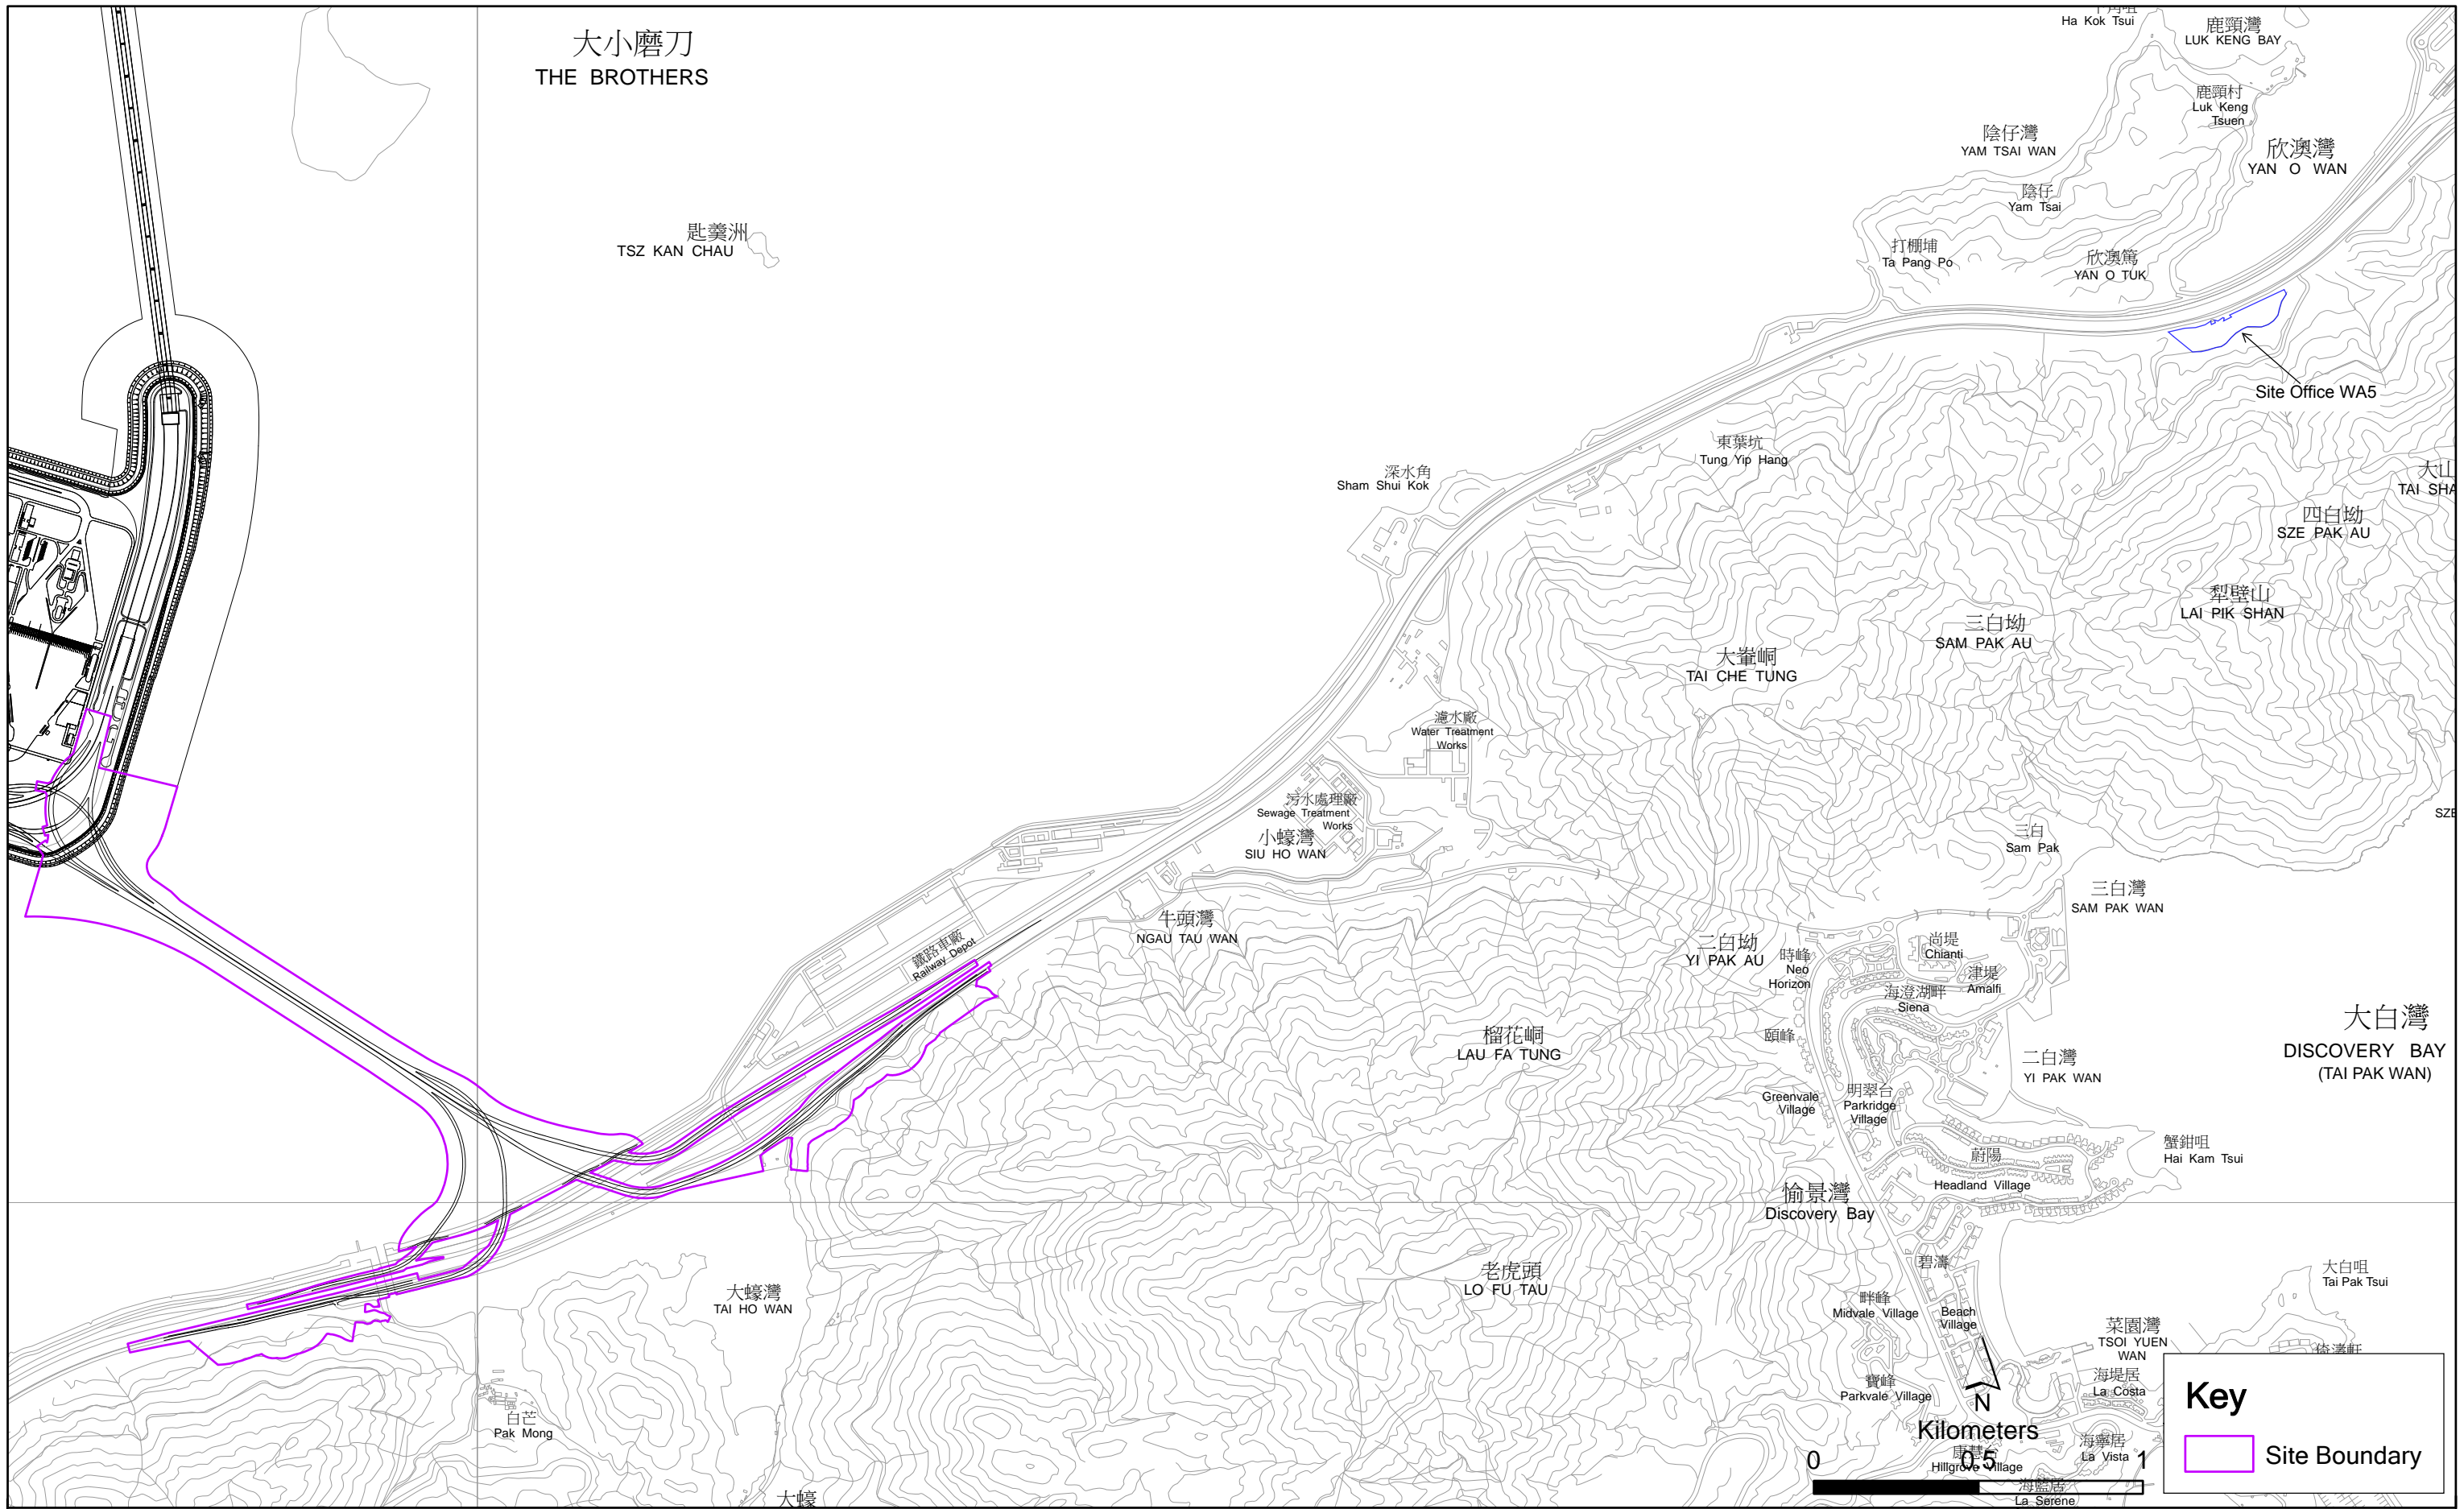 大小磨刀
THE BROTHERS
Ha Kok Tsui
鹿頸灣
LUK KENG BAY
鹿頸村
Luk Keng
Tsuen
陰仔灣
YAM TSAI WAN
欣澳灣
YAN O WAN
陰仔
Yam Tsai
匙羹洲
TSZ KAN CHAU
打棚埔
Ta Pang Po
欣澳篤
YAN O TUK
Site Office WA5
東葉坑
Tung Yip Hang
深水角
Sham Shui Kok
大山
TAI SHA
四白坳
SZE PAK AU
犁壁山
LAI PIK SHAN
三白坳
SAM PAK AU
大輋峒
TAI CHE TUNG
濾水廠
Water Treatment
Works
污水處理廠
Sewage Treatment
Works
小蠔灣
SIU HO WAN
SZE
三白
Sam Pak
三白灣
SAM PAK WAN
牛頭灣
NGAU TAU WAN
鐵路車廠
Railway Depot
二白坳
YI PAK AU
時峰
Neo
Horizon
尚堤
Chianti
津堤
Amalfi
海澄湖畔
Siena
大白灣
DISCOVERY BAY
(TAI PAK WAN)
榴花峒
LAU FA TUNG
頤峰
二白灣
YI PAK WAN
Greenvale
Village
明翠台
Parkridge
Village
蟹鉗咀
Hai Kam Tsui
蔚陽
Headland Village
愉景灣
Discovery Bay
碧濤
大白咀
Tai Pak Tsui
老虎頭
LO FU TAU
大蠔灣
TAI HO WAN
畔峰
Midvale Village
Beach
Village
菜園灣
TSOI YUEN
WAN
寶峰
Parkvale Village
海堤居
La Costa
白芒
Pak Mong
N
Kilometers
0 0.5 1
Hillgrove Village
海寧居
La Vista
海藍居
La Serene
大蠔
Key
Site Boundary